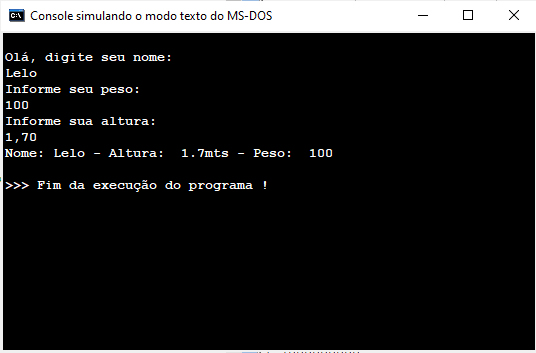 Console simulando o modo texto do MS-DOS
Olá, digite seu nome:
Lelo
Informe seu peso:
100
Informe sua altura:
1,70
Nome: Lelo - Altura:  1.7mts - Peso:  100
>>> Fim da execução do programa !